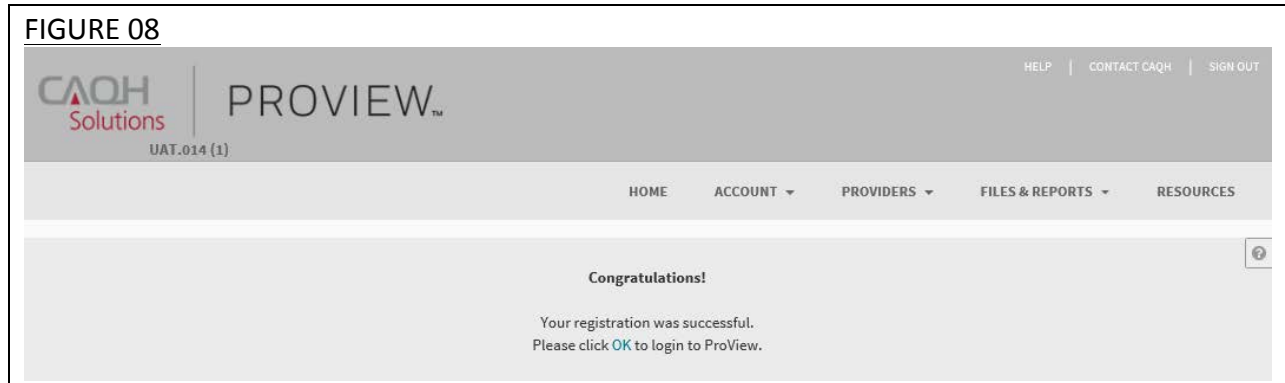 FIGURE 08
HELP | CONTACT CAQH | SIGN OUT
CAQH
Solutions
PROVIEW™
UAT.014 (1)
HOME ACCOUNT PROVIDERS FILES & REPORTS RESOURCES
?
Congratulations!
Your registration was successful.
Please click OK to login to ProView.